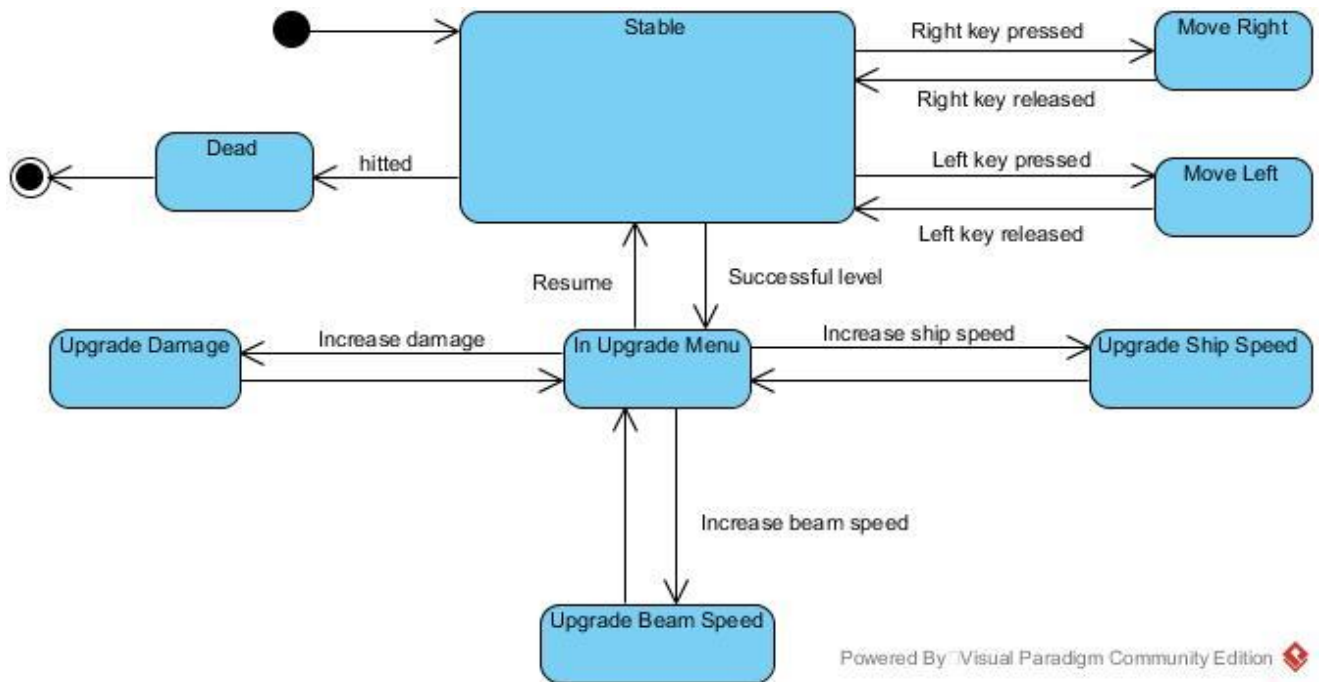 Stable
Right key pressed
Move Right
Right key released
Dead
hitted
Left key pressed
Move Left
Left key released
Resume
Successful level
Upgrade Damage
Increase damage
In Upgrade Menu
Increase ship speed
Upgrade Ship Speed
Increase beam speed
Upgrade Beam Speed
Powered By Visual Paradigm Community Edition